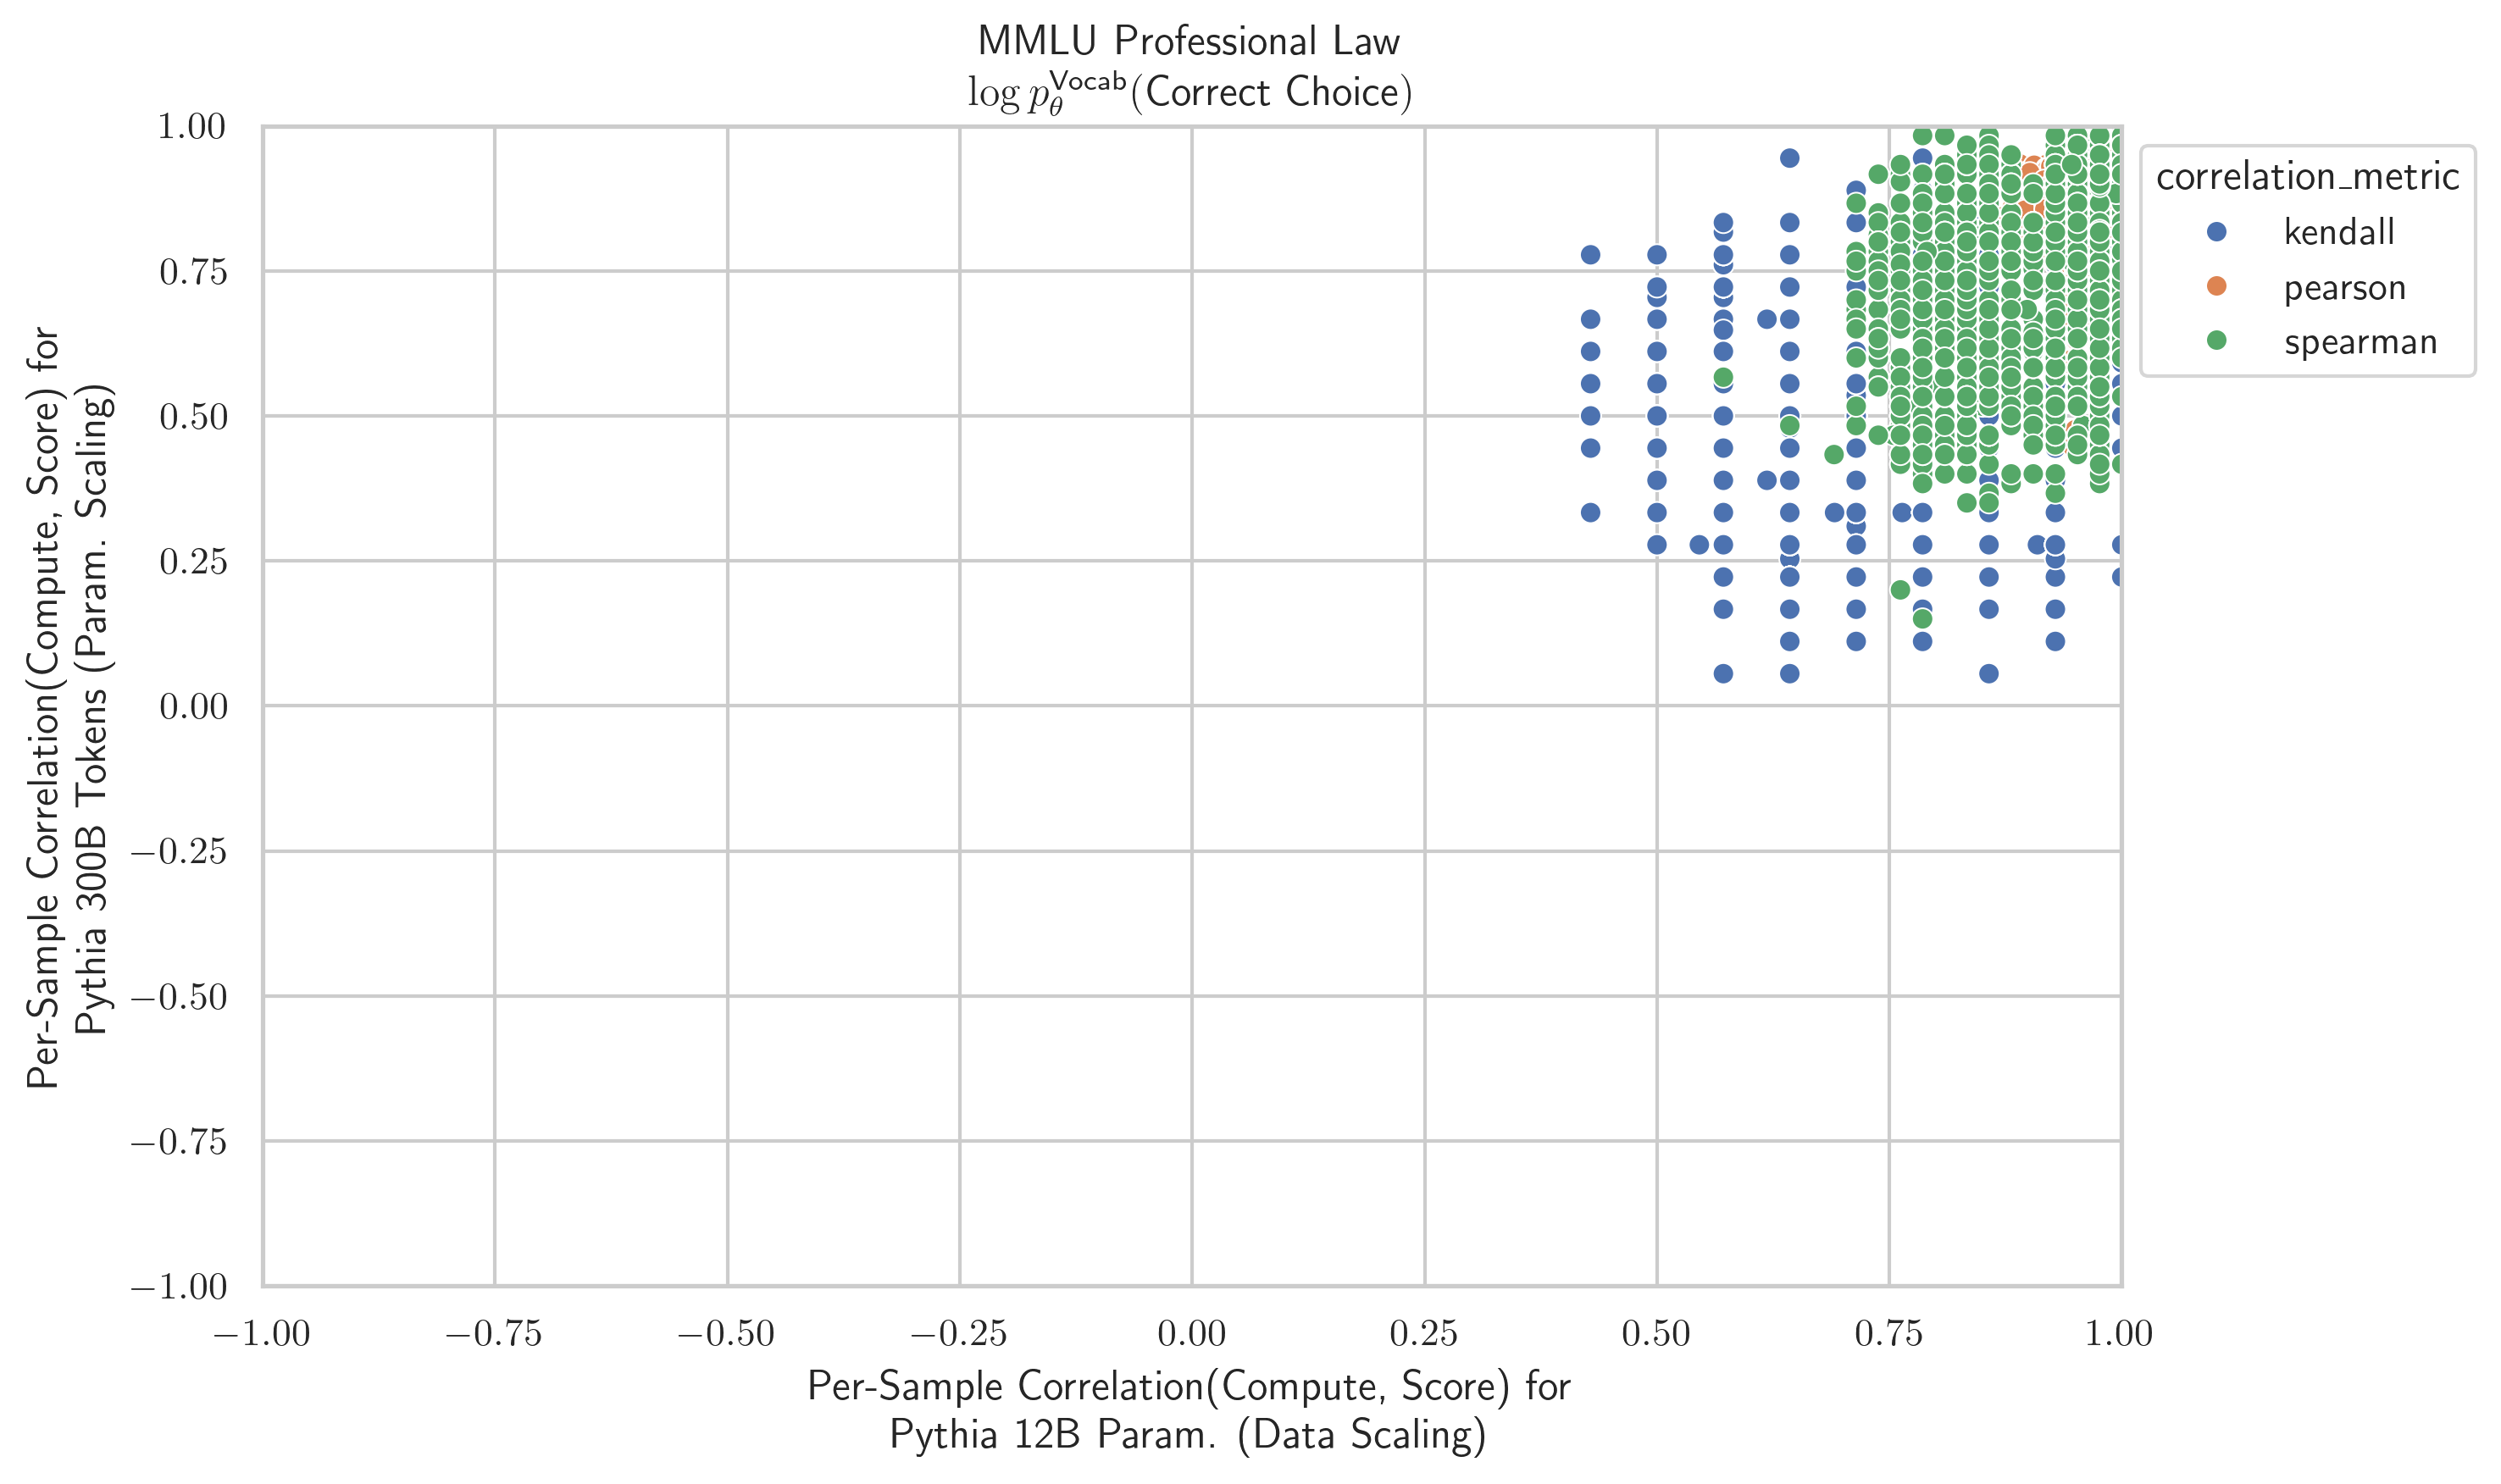 MMLU Professional Law
log p_θ^Vocab(Correct Choice)
Per-Sample Correlation(Compute, Score) for
Pythia 300B Tokens (Param. Scaling)
1.00
0.75
0.50
0.25
0.00
−0.25
−0.50
−0.75
−1.00
−1.00
−0.75
−0.50
−0.25
0.00
0.25
0.50
0.75
1.00
Per-Sample Correlation(Compute, Score) for
Pythia 12B Param. (Data Scaling)
correlation_metric
kendall
pearson
spearman